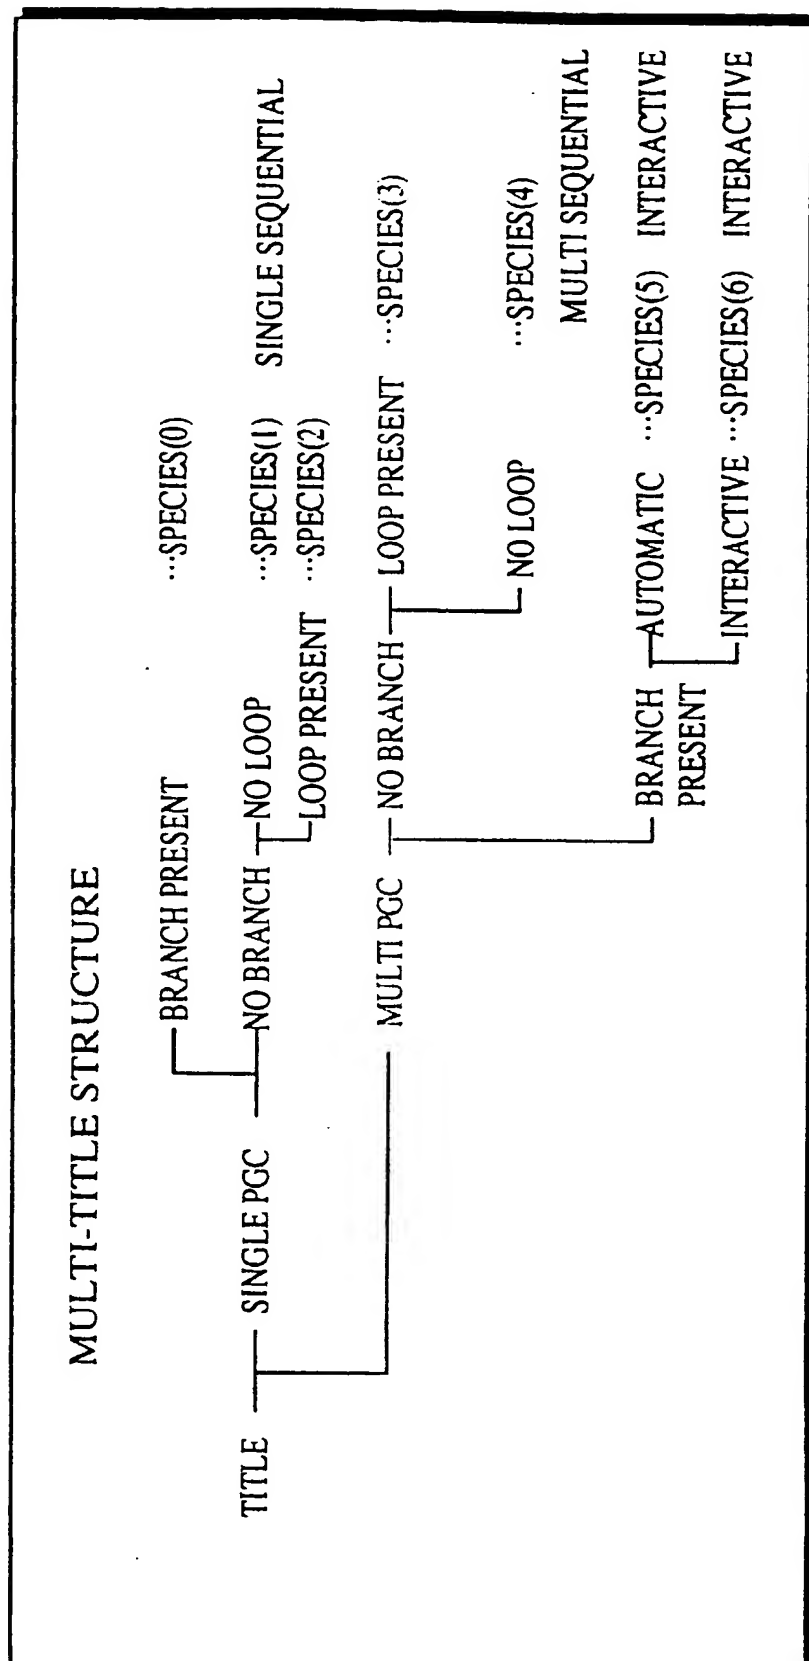 MULTI-TITLE STRUCTURE
BRANCH PRESENT ...SPECIES(0)
TITLE SINGLE PGC NO BRANCH NO LOOP ...SPECIES(1) SINGLE SEQUENTIAL
LOOP PRESENT ...SPECIES(2)
MULTI PGC NO BRANCH LOOP PRESENT ...SPECIES(3)
NO LOOP ...SPECIES(4)
MULTI SEQUENTIAL
BRANCH AUTOMATIC ...SPECIES(5) INTERACTIVE
PRESENT
INTERACTIVE ...SPECIES(6) INTERACTIVE